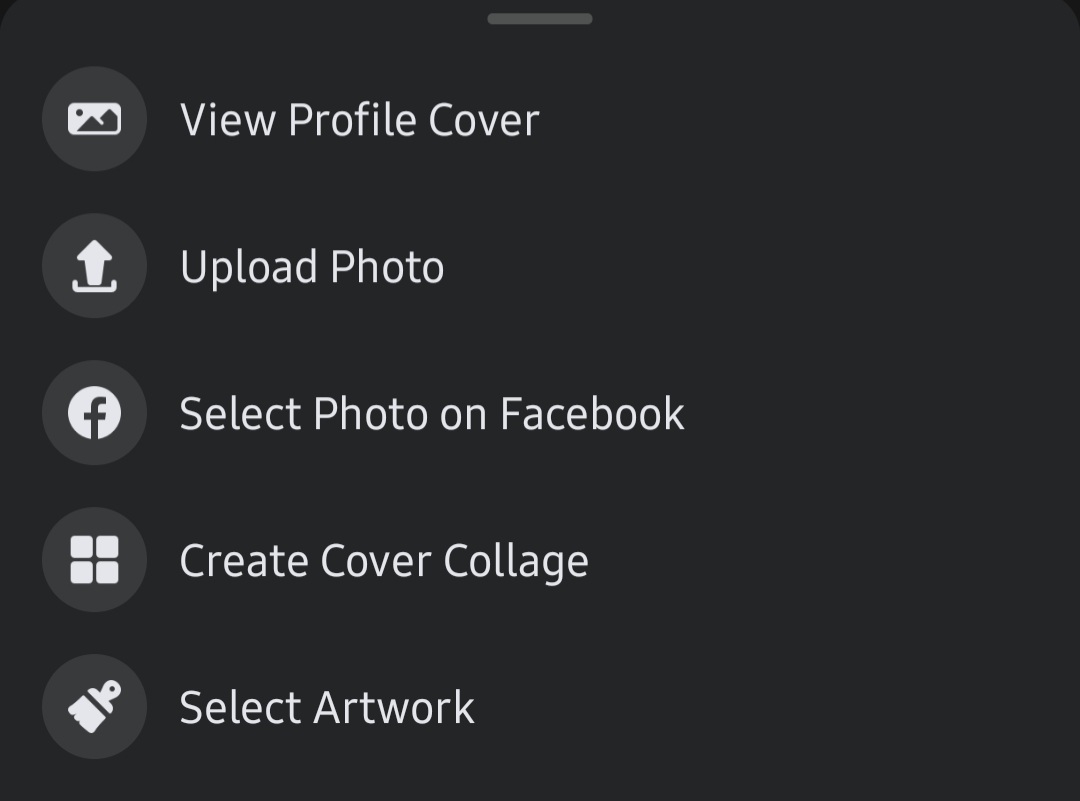 View Profile Cover
Upload Photo
Select Photo on Facebook
Create Cover Collage
Select Artwork